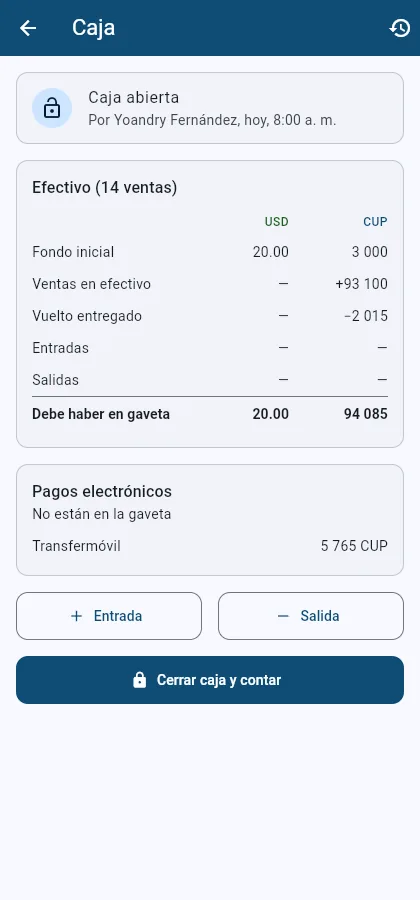 Caja
Caja abierta
Por Yoandry Fernández, hoy, 8:00 a. m.
Efectivo (14 ventas)
USD CUP
Fondo inicial 20.00 3 000
Ventas en efectivo — +93 100
Vuelto entregado — −2 015
Entradas — —
Salidas — —
Debe haber en gaveta 20.00 94 085
Pagos electrónicos
No están en la gaveta
Transfermóvil 5 765 CUP
+ Entrada — Salida
Cerrar caja y contar